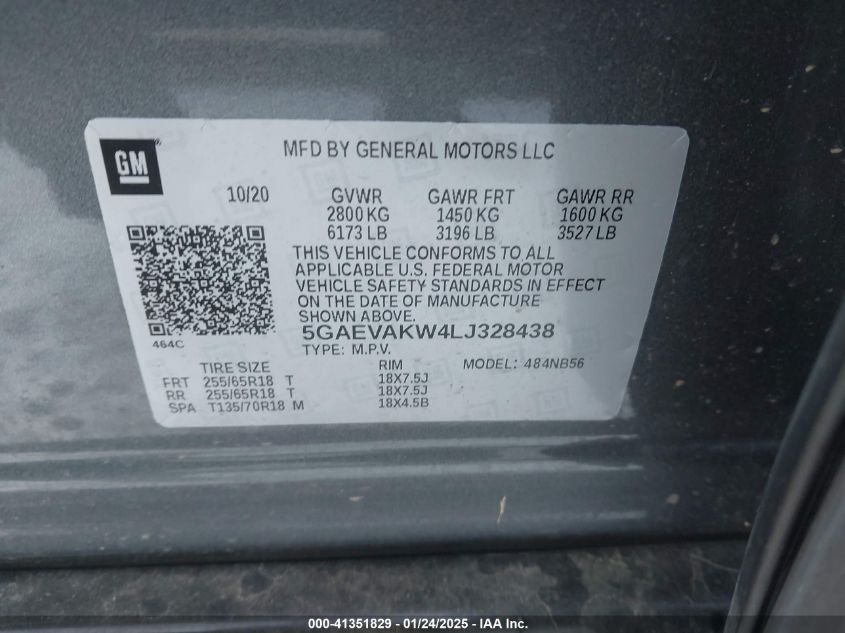 GM
MFD BY GENERAL MOTORS LLC
10/20 GVWR GAWR FRT GAWR RR
2800 KG 1450 KG 1600 KG
6173 LB 3196 LB 3527 LB
THIS VEHICLE CONFORMS TO ALL
APPLICABLE U.S. FEDERAL MOTOR
VEHICLE SAFETY STANDARDS IN EFFECT
ON THE DATE OF MANUFACTURE
SHOWN ABOVE.
464C
5GAEVAKW4LJ328438
TYPE: M.P.V.
TIRE SIZE RIM MODEL: 484NB56
FRT 255/65R18 T 18X7.5J
RR 255/65R18 T 18X7.5J
SPA T135/70R18 M 18X4.5B
000-41351829 - 01/24/2025 - IAA Inc.